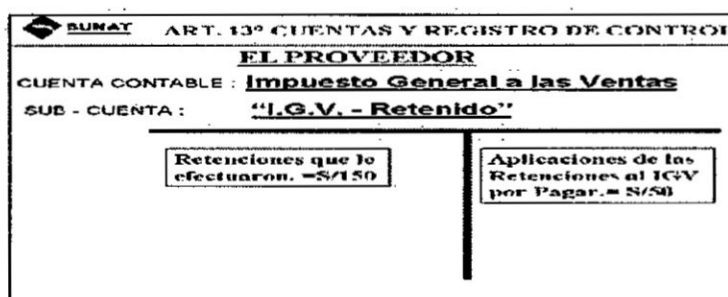 SUNAT ART. 13° CUENTAS Y REGISTRO DE CONTROL
EL PROVEEDOR
CUENTA CONTABLE : Impuesto General a las Ventas
SUB - CUENTA : "I.G.V. - Retenido"
Retenciones que le
efectuaron. =S/150
Aplicaciones de las
Retenciones al IGV
por Pagar.= S/50